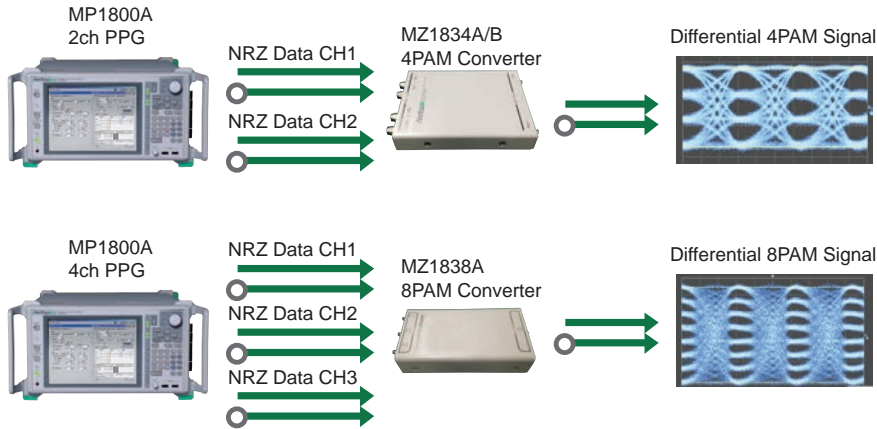 MP1800A
2ch PPG
NRZ Data CH1
NRZ Data CH2
MZ1834A/B
4PAM Converter
Differential 4PAM Signal
MP1800A
4ch PPG
NRZ Data CH1
NRZ Data CH2
NRZ Data CH3
MZ1838A
8PAM Converter
Differential 8PAM Signal